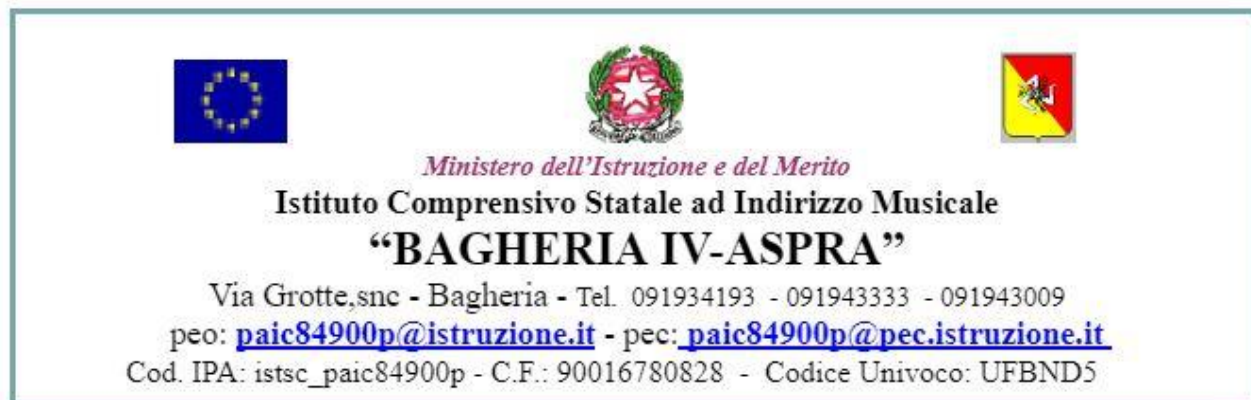 Ministero dell'Istruzione e del Merito
Istituto Comprensivo Statale ad Indirizzo Musicale
“BAGHERIA IV-ASPRA”
Via Grotte,snc - Bagheria - Tel. 091934193 - 091943333 - 091943009
peo: paic84900p@istruzione.it - pec: paic84900p@pec.istruzione.it
Cod. IPA: istsc_paic84900p - C.F.: 90016780828 - Codice Univoco: UFBND5